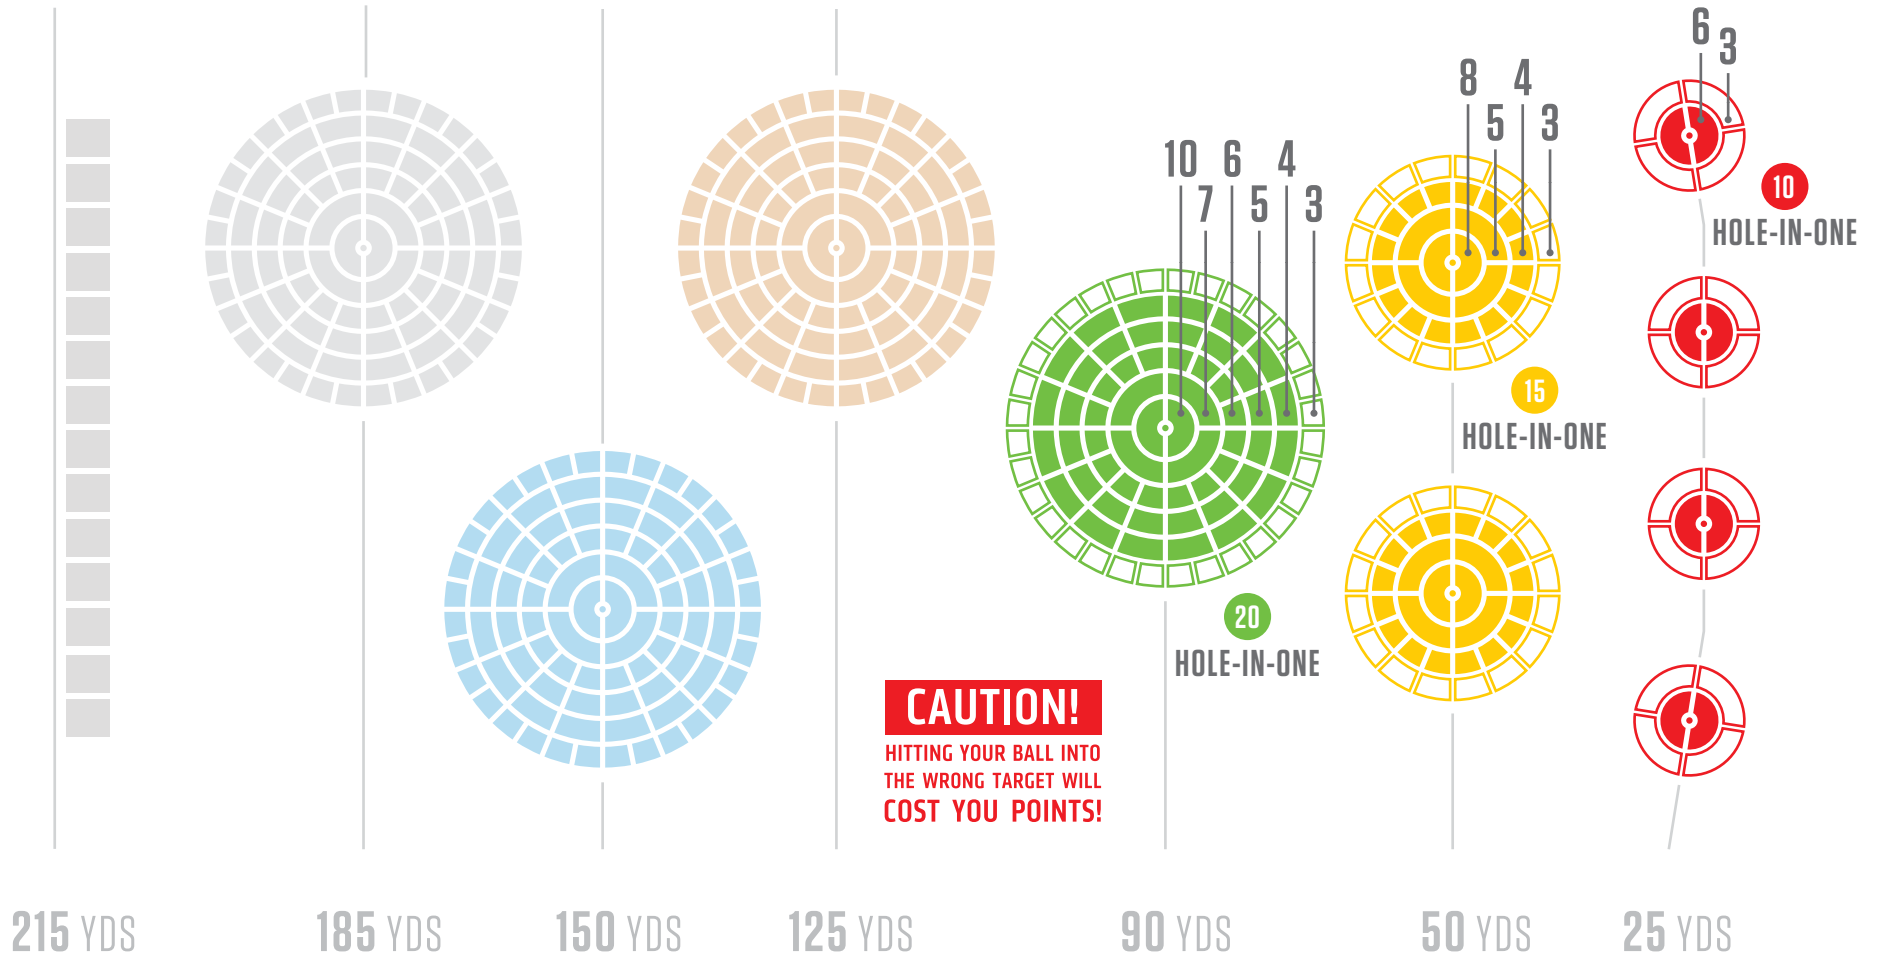 6
3
8
4
5
3
10
6
4
7
5
3
10
HOLE-IN-ONE
15
HOLE-IN-ONE
20
HOLE-IN-ONE
CAUTION!
HITTING YOUR BALL INTO
THE WRONG TARGET WILL
COST YOU POINTS!
215 YDS
185 YDS
150 YDS
125 YDS
90 YDS
50 YDS
25 YDS